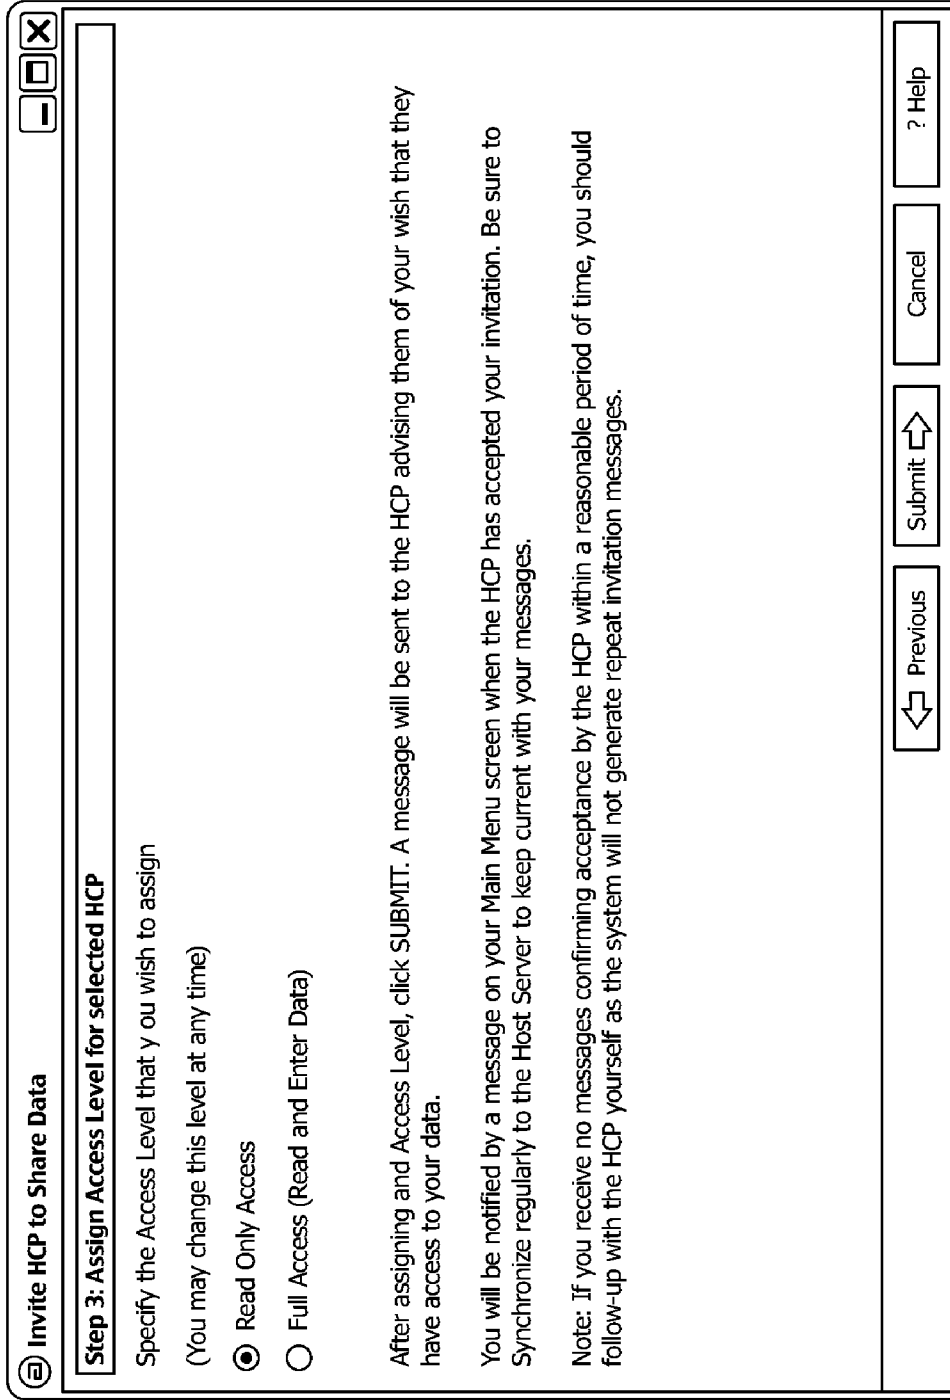 Invite HCP to Share Data
Step 3: Assign Access Level for selected HCP
Specify the Access Level that y ou wish to assign
(You may change this level at any time)
Read Only Access
Full Access (Read and Enter Data)
After assigning and Access Level, click SUBMIT. A message will be sent to the HCP advising them of your wish that they
have access to your data.
You will be notified by a message on your Main Menu screen when the HCP has accepted your invitation. Be sure to
Synchronize regularly to the Host Server to keep current with your messages.
Note: If you receive no messages confirming acceptance by the HCP within a reasonable period of time, you should
follow-up with the HCP yourself as the system will not generate repeat invitation messages.
Previous
Submit
Cancel
? Help